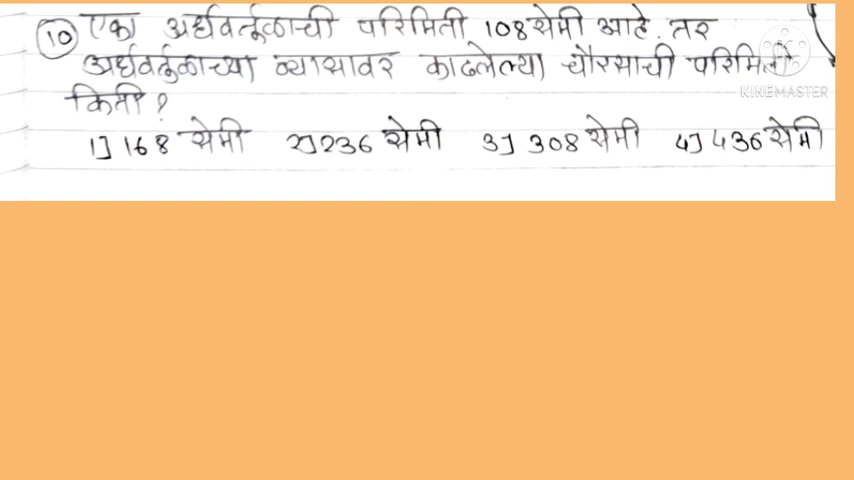 10 एका अर्धवर्तुळाची परिमिती 108 सेमी आहे. तर
अर्धवर्तुळाच्या व्यासावर काढलेल्या चौरसाची परिमिती
किती?
1] 168 सेमी 2] 236 सेमी 3] 308 सेमी 4] 436 सेमी
KINEMASTER